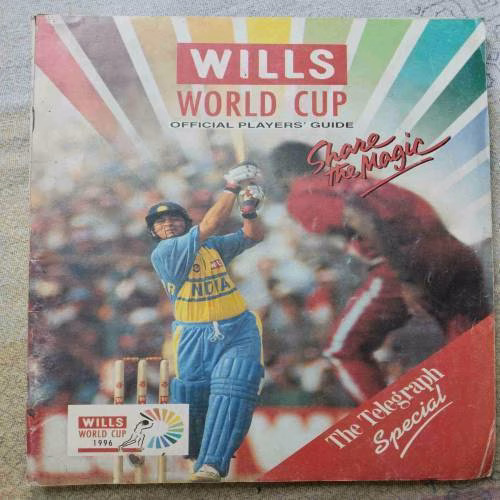 WILLS
WORLD CUP
OFFICIAL PLAYERS' GUIDE
Share
the Magic
INDIA
The Telegraph
Special
WILLS
WORLD CUP
1996